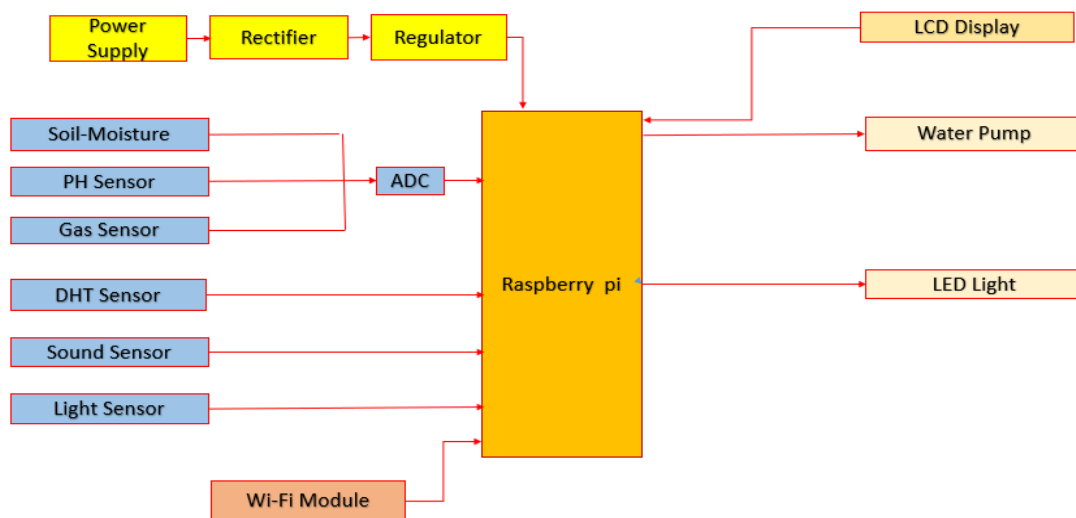 Power
Supply
Rectifier
Regulator
LCD Display
Soil-Moisture
Water Pump
PH Sensor
ADC
Gas Sensor
DHT Sensor
Raspberry pi
LED Light
Sound Sensor
Light Sensor
Wi-Fi Module